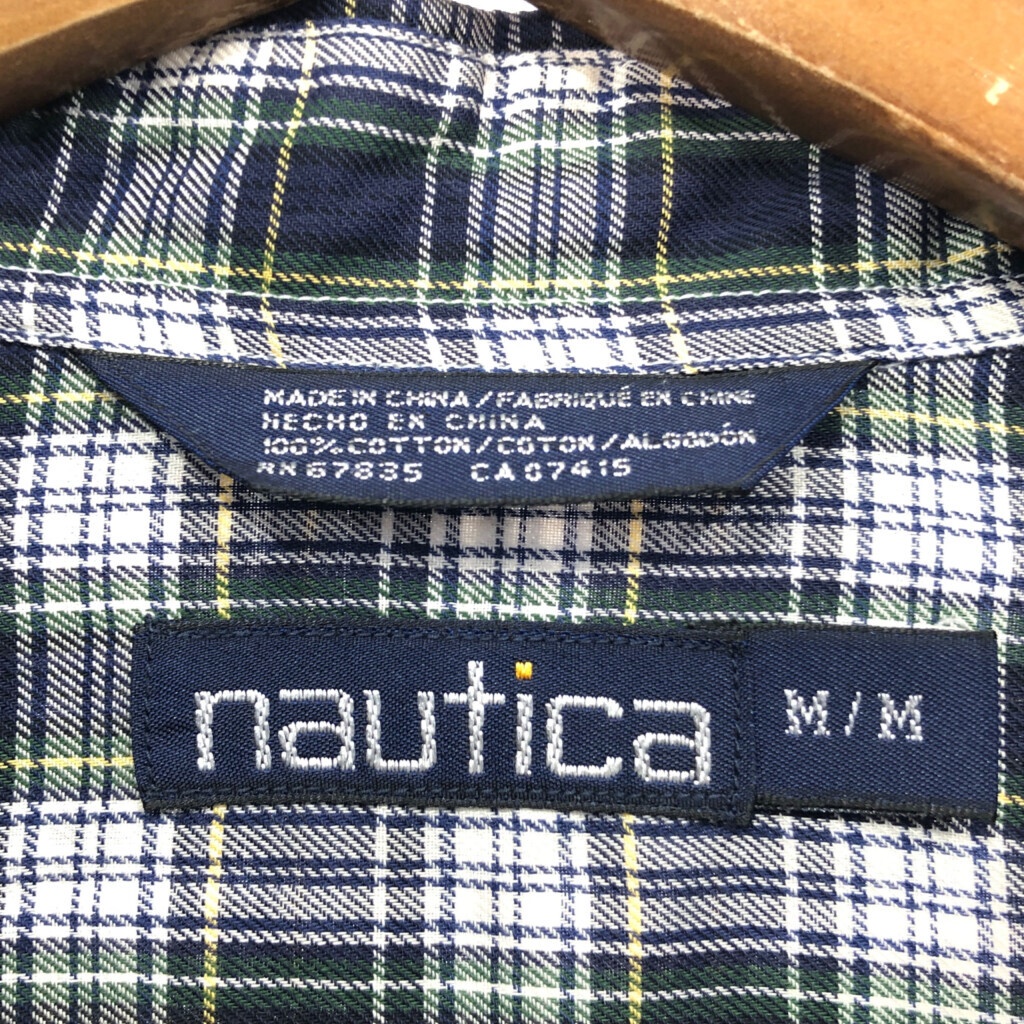 MADE IN CHINA / FABRIQUÉ EN CHINE
HECHO EN CHINA
100% COTTON / COTON / ALGODÓN
RN 67835 CA 07415
nautica M/M